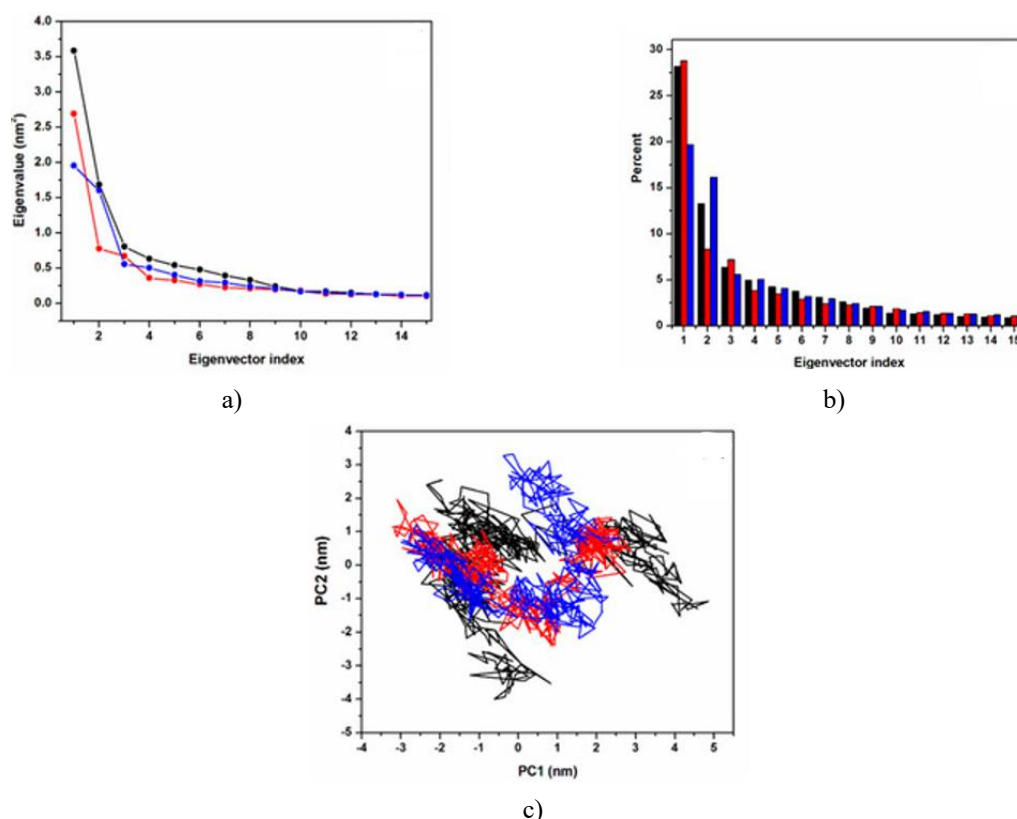 4.0
3.5
3.0
2.5
2.0
1.5
1.0
0.5
0.0
Eigenvalue (nm²)
2 4 6 8 10 12 14
Eigenvector index
a)
30
25
20
15
10
5
0
Percent
1 2 3 4 5 6 7 8 9 10 11 12 13 14 15
Eigenvector index
b)
4
3
2
1
0
-1
-2
-3
-4
-5
PC2 (nm)
-4 -3 -2 -1 0 1 2 3 4 5
PC1 (nm)
c)